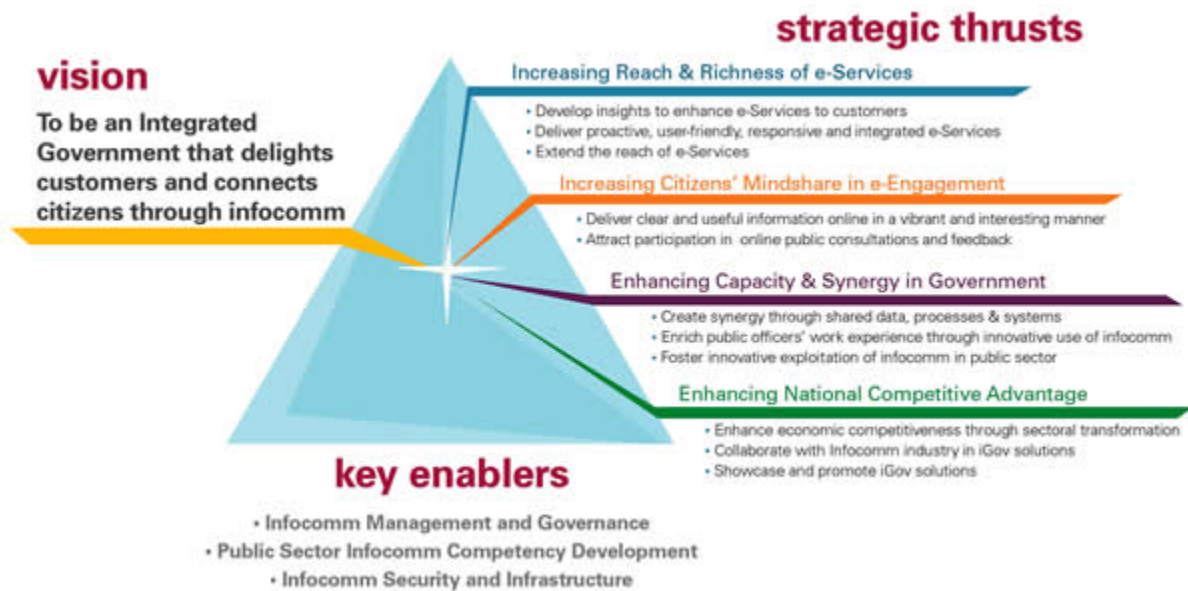 vision
To be an Integrated
Government that delights
customers and connects
citizens through infocomm
strategic thrusts
Increasing Reach & Richness of e-Services
• Develop insights to enhance e-Services to customers
• Deliver proactive, user-friendly, responsive and integrated e-Services
• Extend the reach of e-Services
Increasing Citizens' Mindshare in e-Engagement
• Deliver clear and useful information online in a vibrant and interesting manner
• Attract participation in online public consultations and feedback
Enhancing Capacity & Synergy in Government
• Create synergy through shared data, processes & systems
• Enrich public officers' work experience through innovative use of infocomm
• Foster innovative exploitation of infocomm in public sector
Enhancing National Competitive Advantage
• Enhance economic competitiveness through sectoral transformation
• Collaborate with Infocomm industry in iGov solutions
• Showcase and promote iGov solutions
key enablers
• Infocomm Management and Governance
• Public Sector Infocomm Competency Development
• Infocomm Security and Infrastructure